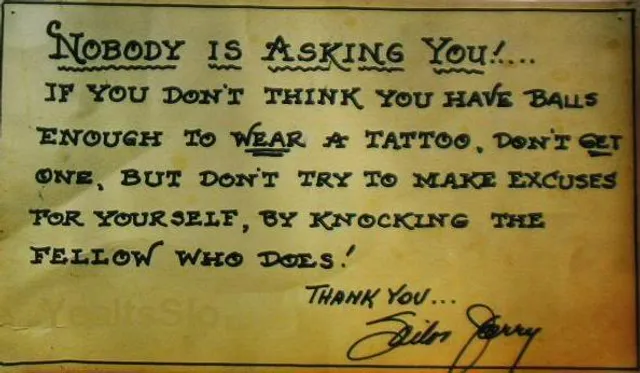 NOBODY IS ASKING YOU!....
IF YOU DON'T THINK YOU HAVE BALLS
ENOUGH TO WEAR A TATTOO, DON'T GET
ONE, BUT DON'T TRY TO MAKE EXCUSES
FOR YOURSELF, BY KNOCKING THE
FELLOW WHO DOES!
THANK YOU...
Sailor Jerry